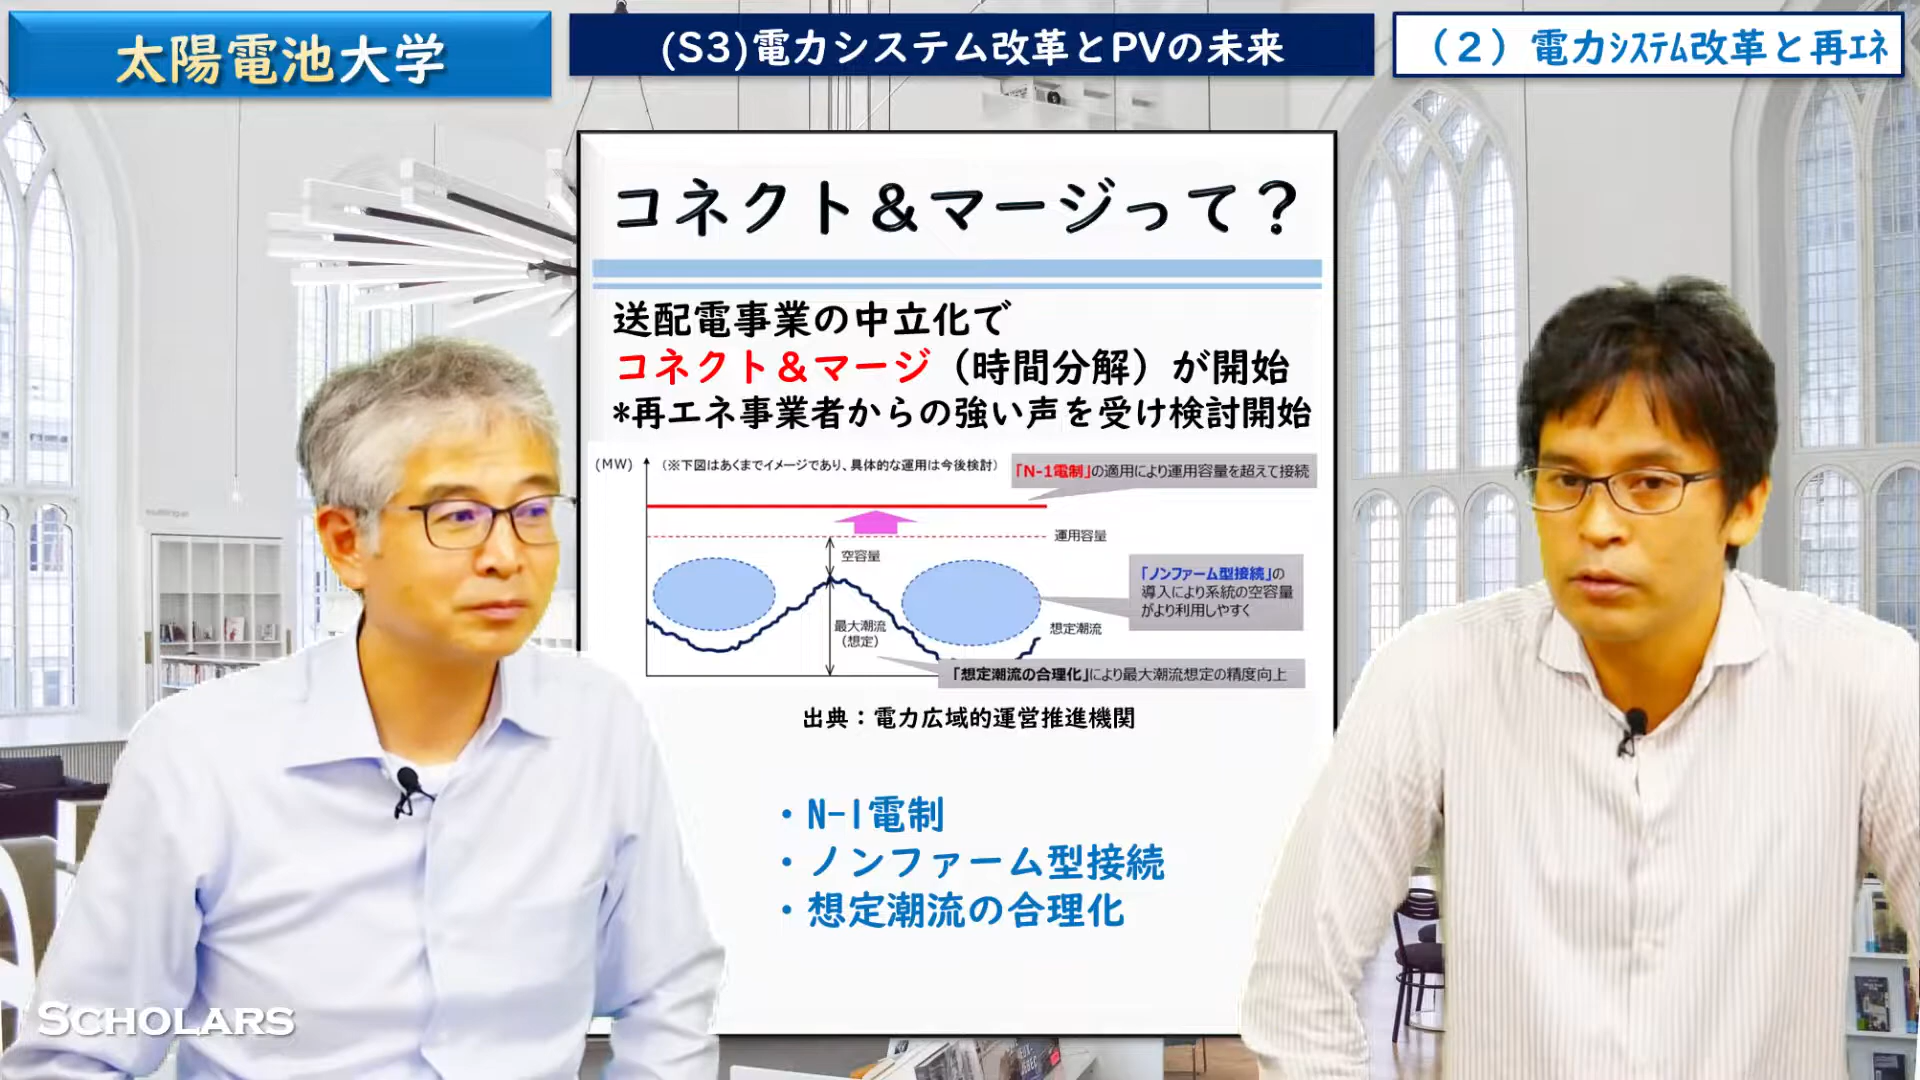 太陽電池大学
(S3)電力システム改革とPVの未来
（２）電力ｼｽﾃﾑ改革と再ｴﾈ
コネクト＆マージって？
送配電事業の中立化で
コネクト＆マージ（時間分解）が開始
*再エネ事業者からの強い声を受け検討開始
(MW)
（※下図はあくまでイメージであり、具体的な運用は今後検討）
「N-1電制」の適用により運用容量を超えて接続
運用容量
空容量
「ノンファーム型接続」の
導入により系統の空容量
がより利用しやすく
最大潮流
（想定）
想定潮流
「想定潮流の合理化」により最大潮流想定の精度向上
出典：電力広域的運営推進機関
・N-1電制
・ノンファーム型接続
・想定潮流の合理化
SCHOLARS